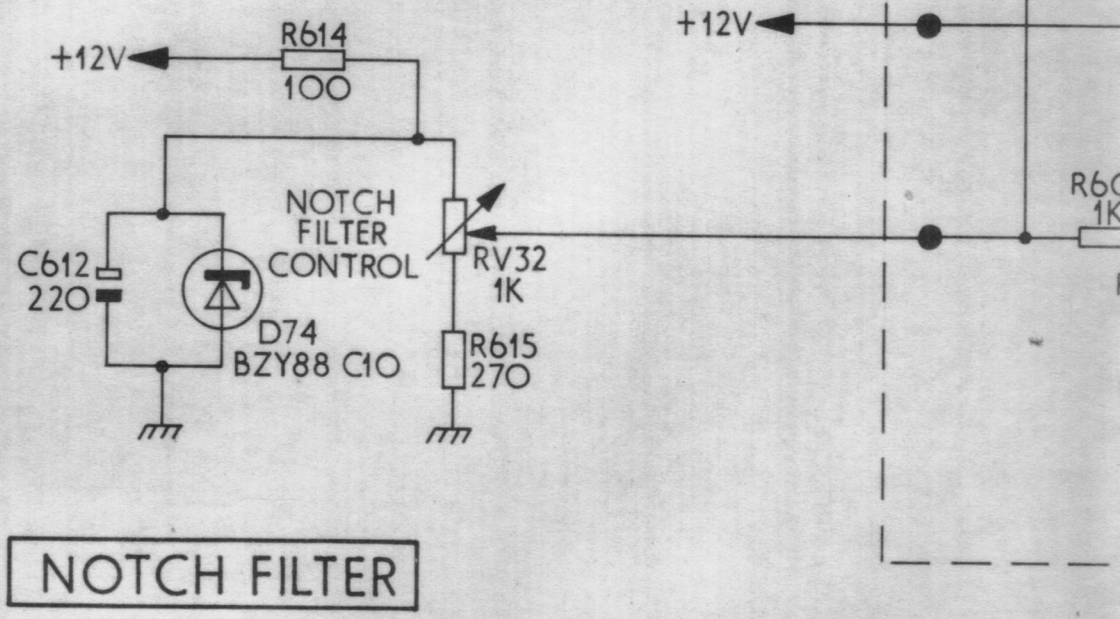 +12V
R614
100
+12V
NOTCH
FILTER
CONTROL
RV32
1K
C612
220
D74
BZY88 C10
R615
270
1K
NOTCH FILTER